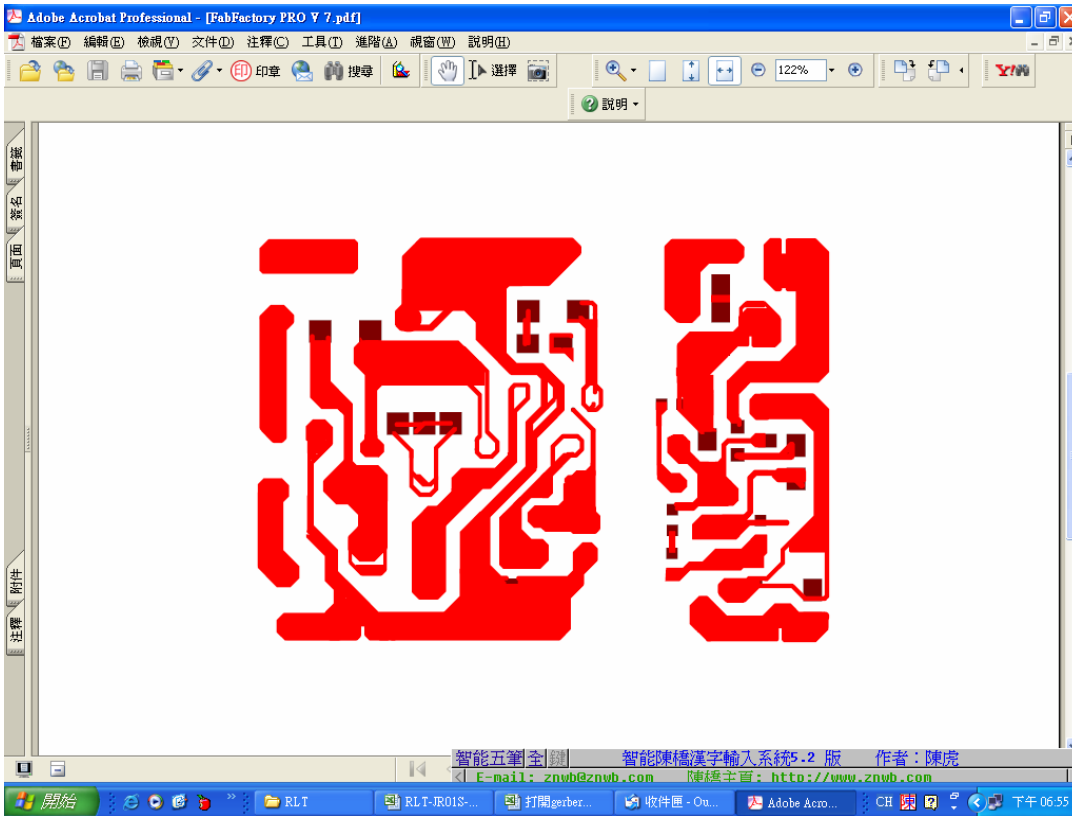 Adobe Acrobat Professional - [FabFactory PRO V 7.pdf]
檔案(F) 編輯(E) 檢視(V) 文件(D) 注釋(C) 工具(T) 進階(A) 視窗(W) 說明(H)
印 印章 搜尋 選擇 122% Y!
說明
書籤
簽名
頁面
附件
注釋
智能五筆 全 鍵 智能陳橋漢字輸入系統5.2 版 作者：陳虎
E-mail: znwb@znwb.com 陳橋主頁: http://www.znwb.com
開始 RLT RLT-JR01S-... 打開gerber... 收件匣 - Ou... Adobe Acro... CH 陳 下午 06:55